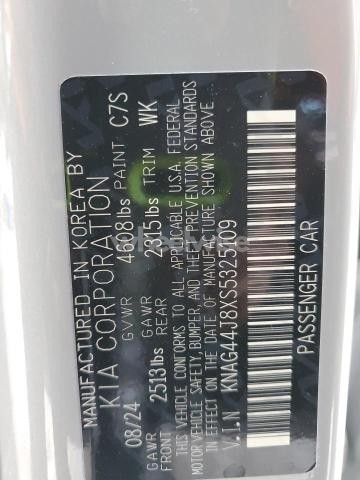 MANUFACTURED IN KOREA BY
KIA CORPORATION
08/24 GVWR 4608lbs PAINT C7S
GAWR 2513lbs GAWR 2315lbs TRIM WK
THIS VEHICLE CONFORMS TO ALL APPLICABLE U.S.A. FEDERAL
MOTOR VEHICLE SAFETY, BUMPER, AND THEFT PREVENTION STANDARDS
IN EFFECT ON THE DATE OF MANUFACTURE SHOWN ABOVE
V.I.N KNAG44J8XS5325109
PASSENGER CAR